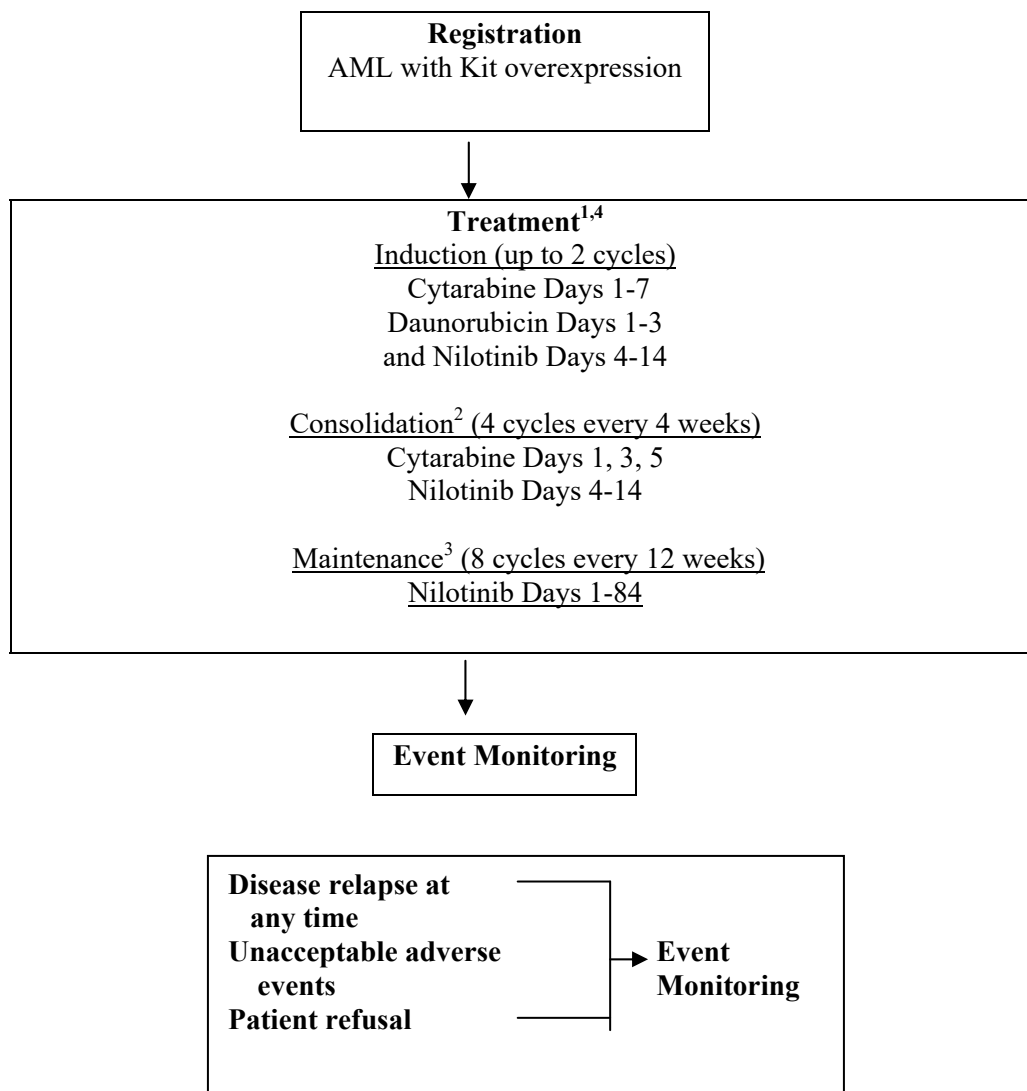 Registration
AML with Kit overexpression
Treatment1,4
Induction (up to 2 cycles)
Cytarabine Days 1-7
Daunorubicin Days 1-3
and Nilotinib Days 4-14
Consolidation2 (4 cycles every 4 weeks)
Cytarabine Days 1, 3, 5
Nilotinib Days 4-14
Maintenance3 (8 cycles every 12 weeks)
Nilotinib Days 1-84
Event Monitoring
Disease relapse at
any time
Unacceptable adverse
events
Patient refusal
Event
Monitoring